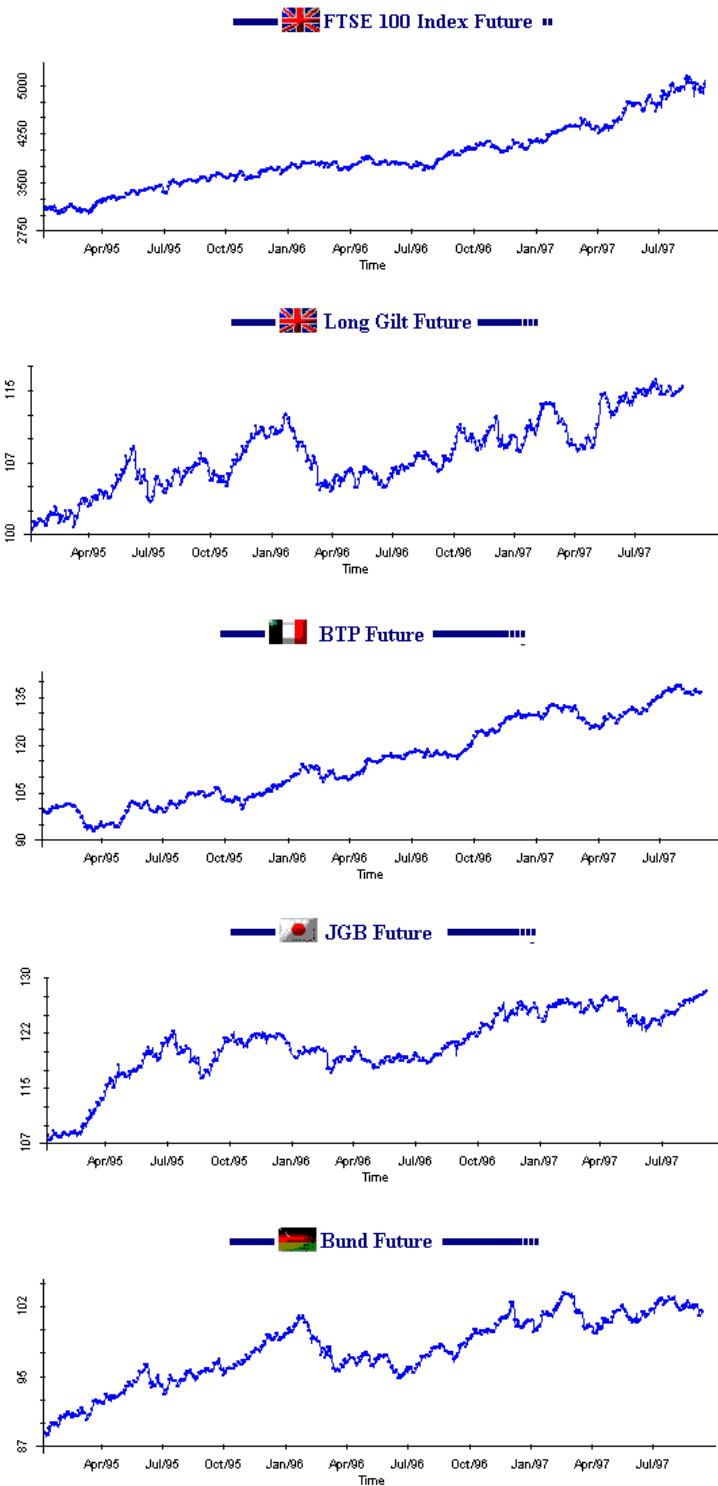 FTSE 100 Index Future
5000
4250
3500
2750
Apr/95 Jul/95 Oct/95 Jan/96 Apr/96 Jul/96 Oct/96 Jan/97 Apr/97 Jul/97
Time
Long Gilt Future
115
107
100
Apr/95 Jul/95 Oct/95 Jan/96 Apr/96 Jul/96 Oct/96 Jan/97 Apr/97 Jul/97
Time
BTP Future
135
120
105
90
Apr/95 Jul/95 Oct/95 Jan/96 Apr/96 Jul/96 Oct/96 Jan/97 Apr/97 Jul/97
Time
JGB Future
130
122
115
107
Apr/95 Jul/95 Oct/95 Jan/96 Apr/96 Jul/96 Oct/96 Jan/97 Apr/97 Jul/97
Time
Bund Future
102
95
87
Apr/95 Jul/95 Oct/95 Jan/96 Apr/96 Jul/96 Oct/96 Jan/97 Apr/97 Jul/97
Time